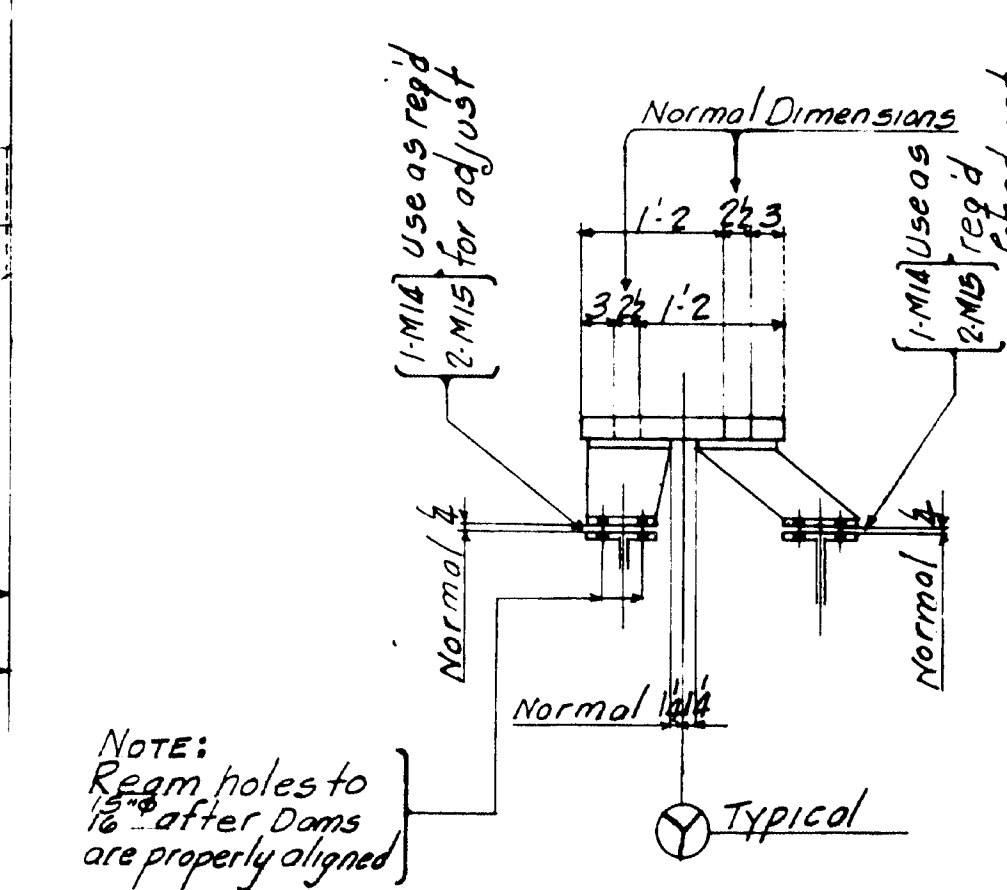 1-M14 Use as req'd
2-M15 for adjust
Normal Dimensions
1-M14 Use as
2-M15 req'd
1'-2 2½ 3
3 2½ 1'-2
Normal ¼
Normal ¼
Normal 1¼ 1¼
NOTE:
Ream holes to
15/16"φ after Dams
are properly aligned
Y Typical